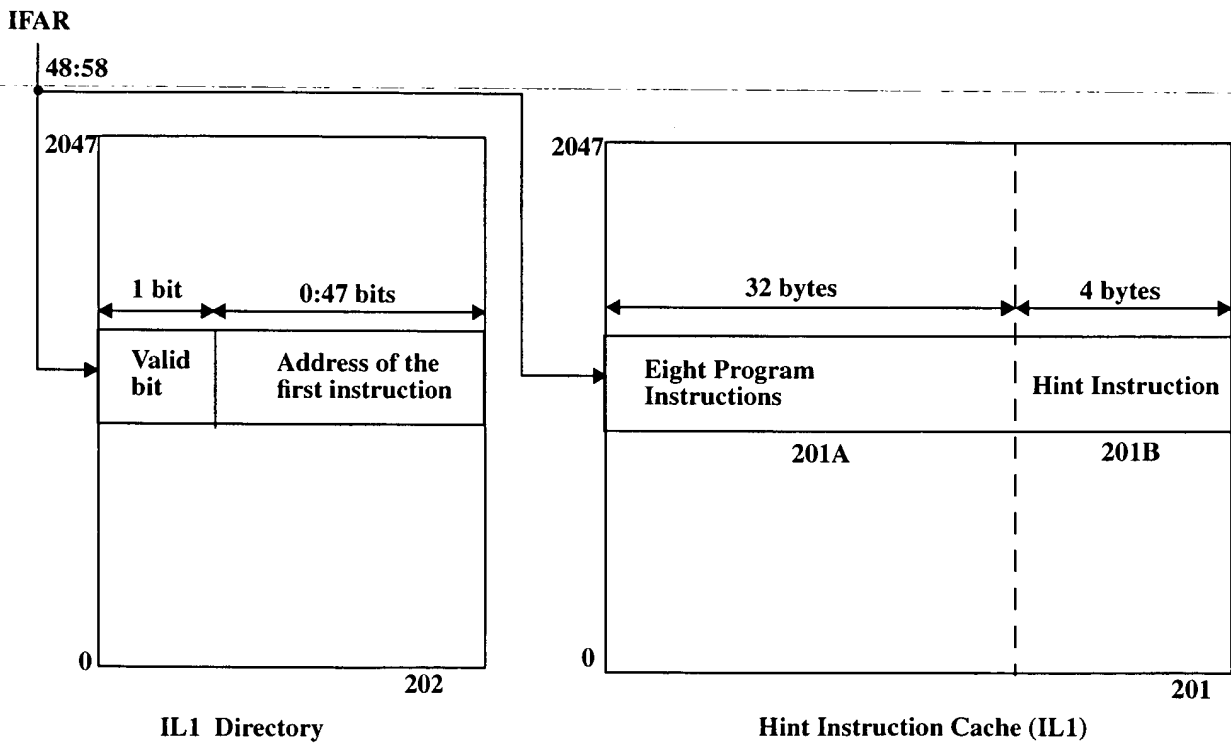 IFAR
48:58
2047
2047
1 bit
0:47 bits
32 bytes
4 bytes
Valid
bit
Address of the
first instruction
Eight Program
Instructions
Hint Instruction
201A
201B
0
0
202
201
IL1 Directory
Hint Instruction Cache (IL1)